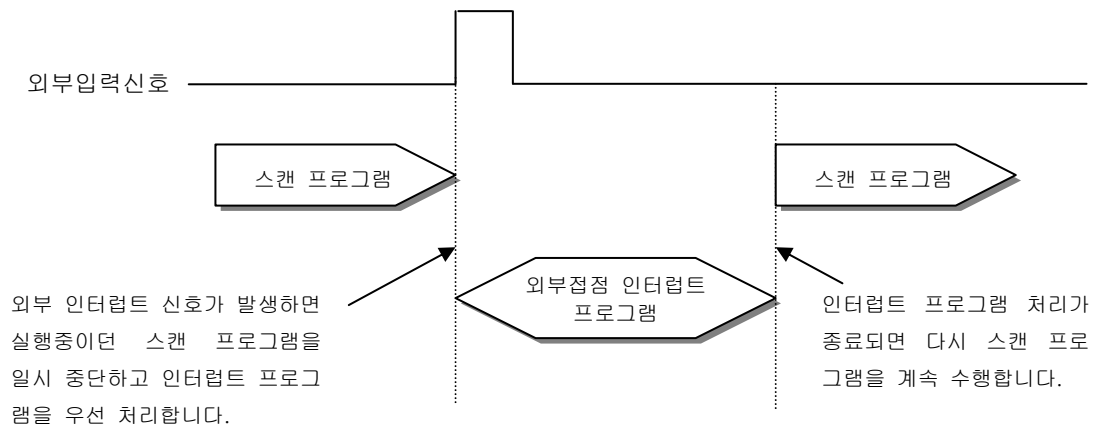 외부입력신호
스캔 프로그램
스캔 프로그램
외부접점 인터럽트
프로그램
외부 인터럽트 신호가 발생하면
실행중이던 스캔 프로그램을
일시 중단하고 인터럽트 프로그
램을 우선 처리합니다.
인터럽트 프로그램 처리가
종료되면 다시 스캔 프로
그램을 계속 수행합니다.